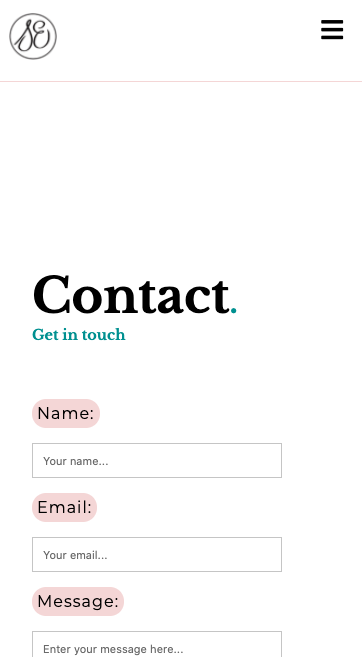 SE
Contact.
Get in touch
Name:
Your name...
Email:
Your email...
Message:
Enter your message here...